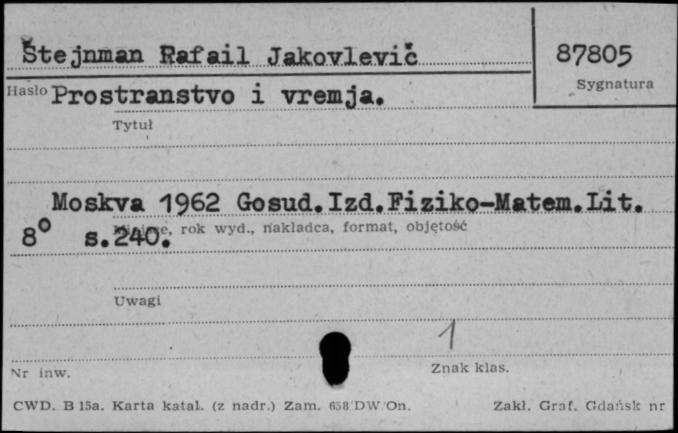 Štejnman Rafail Jakovlevič
87805
Sygnatura
Hasło Prostranstvo i vremja.
Tytuł
Moskva 1962 Gosud.Izd.Fiziko-Matem.Lit.
8° s.240.
Miejsce, rok wyd., nakładca, format, objętość
Uwagi
1
Nr inw.
Znak klas.
CWD. B 15a. Karta katal. (z nadr.) Zam. 658/DW/On.
Zakł. Graf. Gdańsk nr